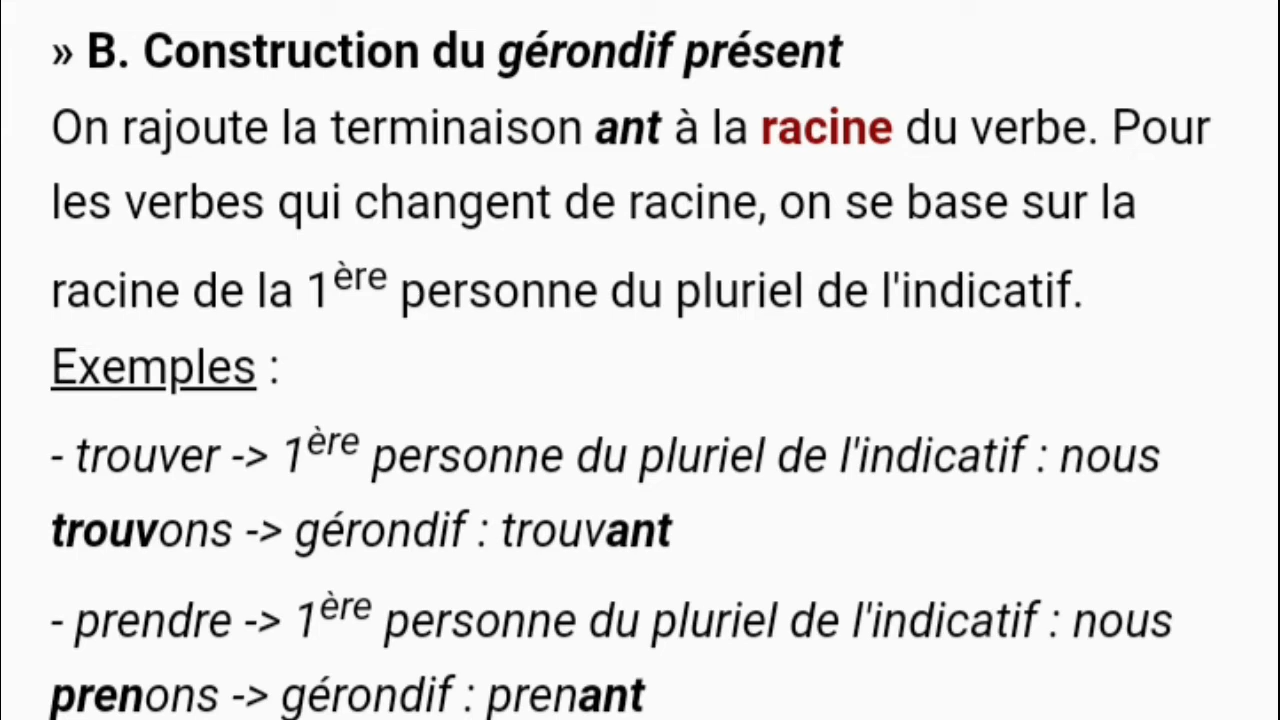 » B. Construction du gérondif présent
On rajoute la terminaison ant à la racine du verbe. Pour
les verbes qui changent de racine, on se base sur la
racine de la 1ère personne du pluriel de l'indicatif.
Exemples :
- trouver -> 1ère personne du pluriel de l'indicatif : nous
trouvons -> gérondif : trouvant
- prendre -> 1ère personne du pluriel de l'indicatif : nous
prenons -> gérondif : prenant